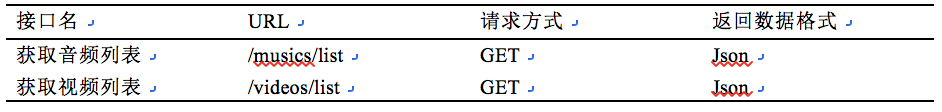 接口名 URL 请求方式 返回数据格式
获取音频列表 /musics/list GET Json
获取视频列表 /videos/list GET Json